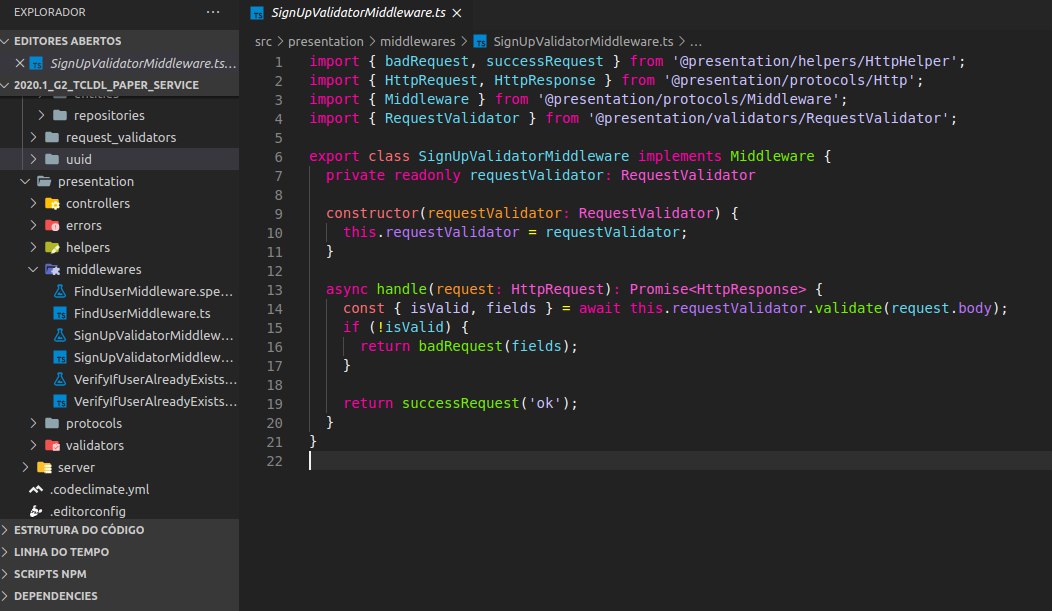 EXPLORADOR
EDITORES ABERTOS
SignUpValidatorMiddleware.ts...
2020.1_G2_TCLDL_PAPER_SERVICE
entities
repositories
request_validators
uuid
presentation
controllers
errors
helpers
middlewares
FindUserMiddleware.spe...
FindUserMiddleware.ts
SignUpValidatorMiddlew...
SignUpValidatorMiddlew...
VerifyIfUserAlreadyExists...
VerifyIfUserAlreadyExists...
protocols
validators
server
.codeclimate.yml
.editorconfig
ESTRUTURA DO CÓDIGO
LINHA DO TEMPO
SCRIPTS NPM
DEPENDENCIES
SignUpValidatorMiddleware.ts
src > presentation > middlewares > TS SignUpValidatorMiddleware.ts > ...
1 import { badRequest, successRequest } from '@presentation/helpers/HttpHelper';
2 import { HttpRequest, HttpResponse } from '@presentation/protocols/Http';
3 import { Middleware } from '@presentation/protocols/Middleware';
4 import { RequestValidator } from '@presentation/validators/RequestValidator';
5
6 export class SignUpValidatorMiddleware implements Middleware {
7 private readonly requestValidator: RequestValidator
8
9 constructor(requestValidator: RequestValidator) {
10 this.requestValidator = requestValidator;
11 }
12
13 async handle(request: HttpRequest): Promise<HttpResponse> {
14 const { isValid, fields } = await this.requestValidator.validate(request.body);
15 if (!isValid) {
16 return badRequest(fields);
17 }
18
19 return successRequest('ok');
20 }
21 }
22